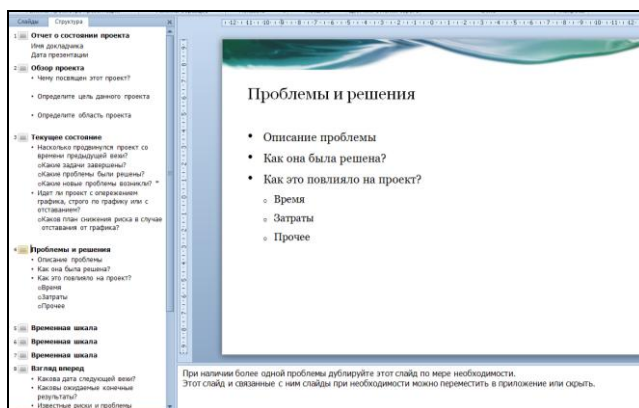 Слайды Структура
1 Отчет о состоянии проекта
Имя докладчика
Дата презентации
2 Обзор проекта
• Чему посвящен этот проект?
• Определите цель данного проекта
• Определите область проекта
3 Текущее состояние
• Насколько продвинулся проект со
времени предыдущей вехи?
oКакие задачи завершены?
oКакие проблемы были решены?
oКакие новые проблемы возникли?
• Идет ли проект с опережением
графика, строго по графику или с
отставанием?
oКаков план снижения риска в случае
отставания от графика?
4 Проблемы и решения
• Описание проблемы
• Как она была решена?
• Как это повлияло на проект?
oВремя
oЗатраты
oПрочее
5 Временная шкала
6 Временная шкала
7 Временная шкала
8 Взгляд вперед
• Какова дата следующей вехи?
• Каковы ожидаемые конечные
результаты?
• Известные риски и проблемы
Проблемы и решения
• Описание проблемы
• Как она была решена?
• Как это повлияло на проект?
o Время
o Затраты
o Прочее
При наличии более одной проблемы дублируйте этот слайд по мере необходимости.
Этот слайд и связанные с ним слайды при необходимости можно переместить в приложение или скрыть.